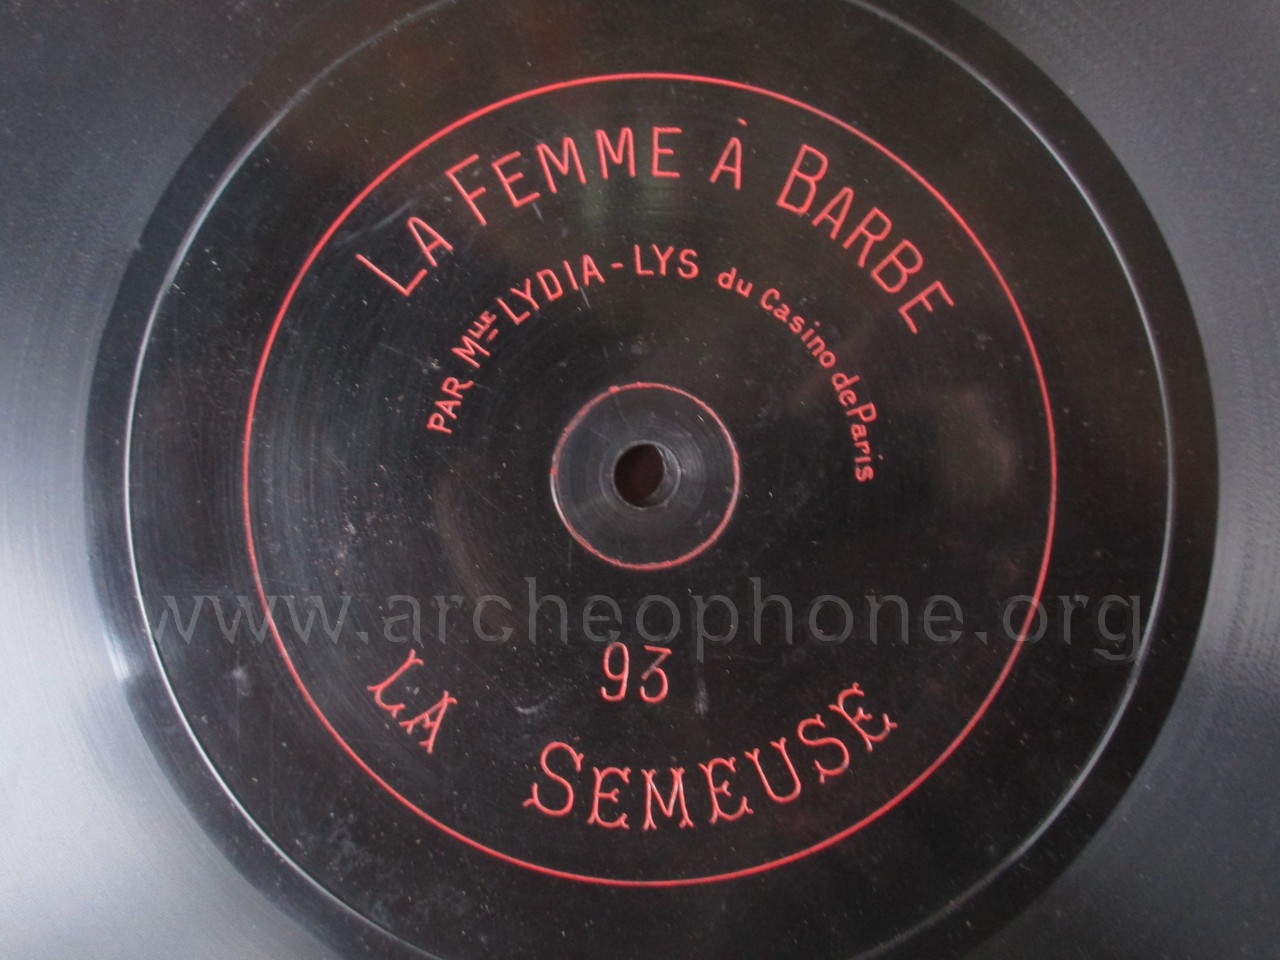 LA FEMME À BARBE
PAR Mlle LYDIA-LYS du Casino de Paris
www.archeophone.org
93
LA SEMEUSE